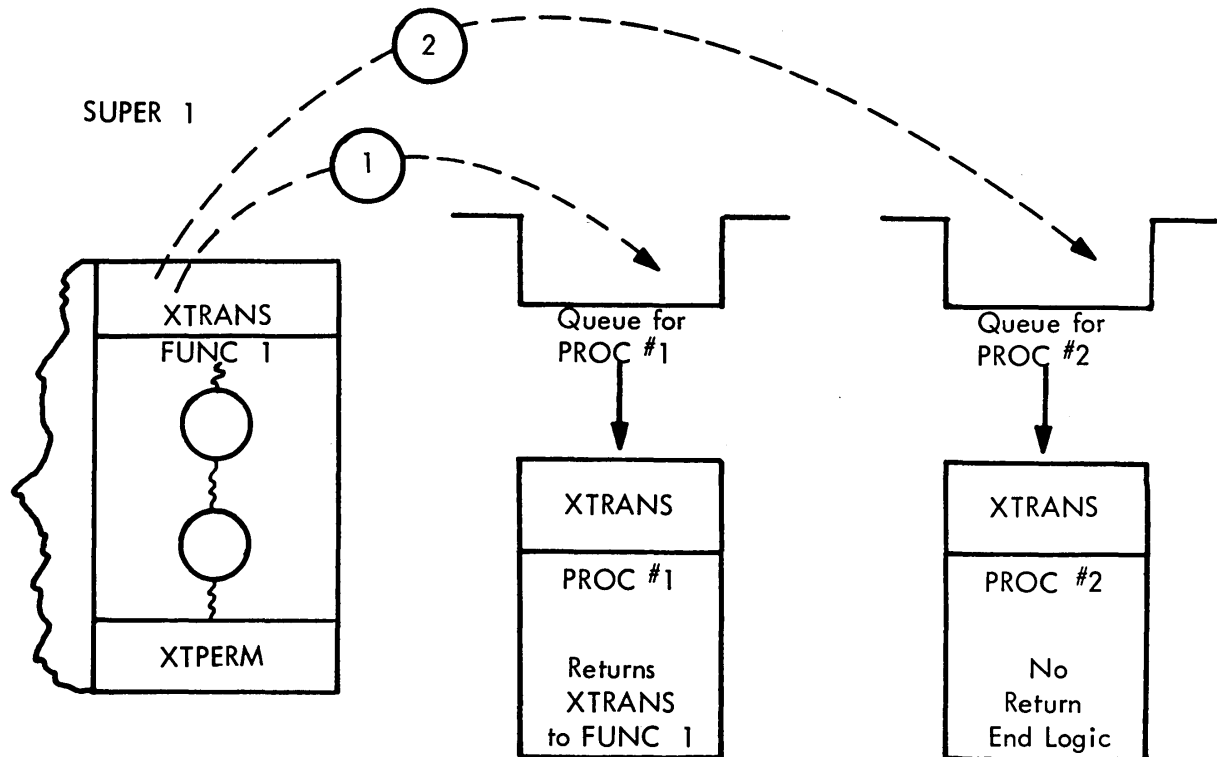 2
SUPER 1
1
XTRANS
FUNC 1
XTPERM
Queue for
PROC #1
XTRANS
PROC #1
Returns
XTRANS
to FUNC 1
Queue for
PROC #2
XTRANS
PROC #2
No
Return
End Logic